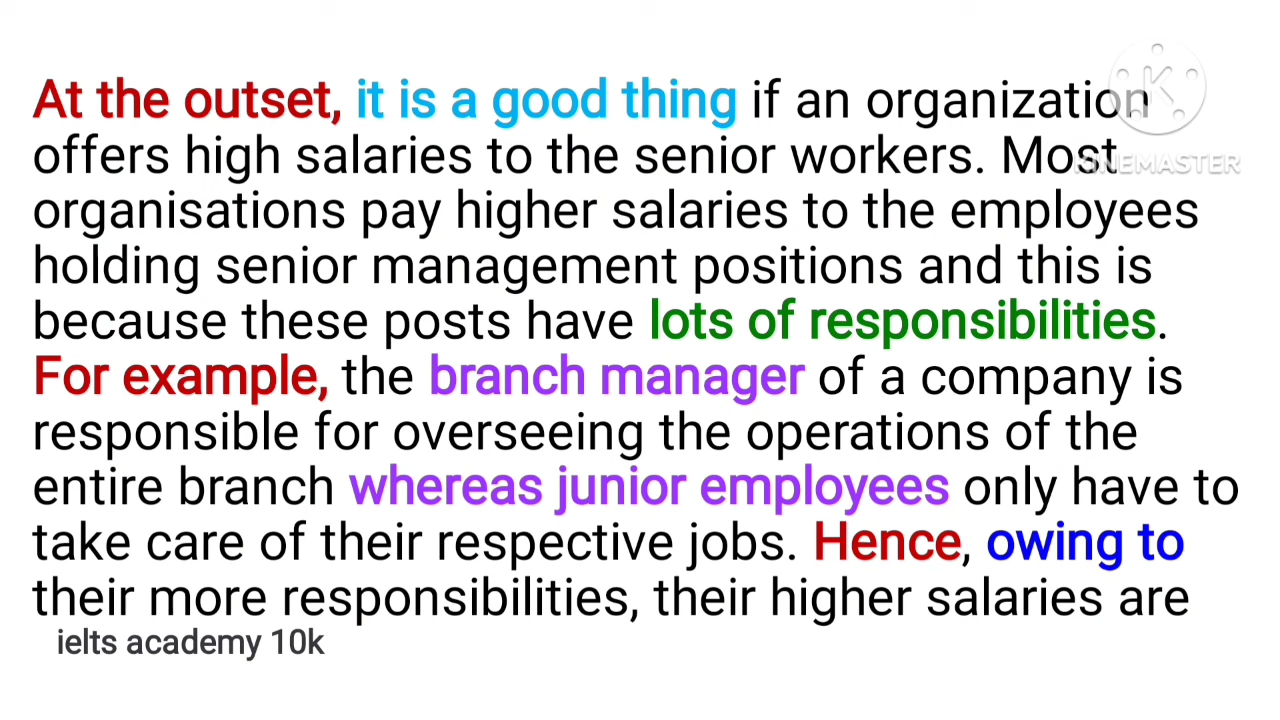 At the outset, it is a good thing if an organization
offers high salaries to the senior workers. Most
organisations pay higher salaries to the employees
holding senior management positions and this is
because these posts have lots of responsibilities.
For example, the branch manager of a company is
responsible for overseeing the operations of the
entire branch whereas junior employees only have to
take care of their respective jobs. Hence, owing to
their more responsibilities, their higher salaries are
ielts academy 10k
K
KINEMASTER